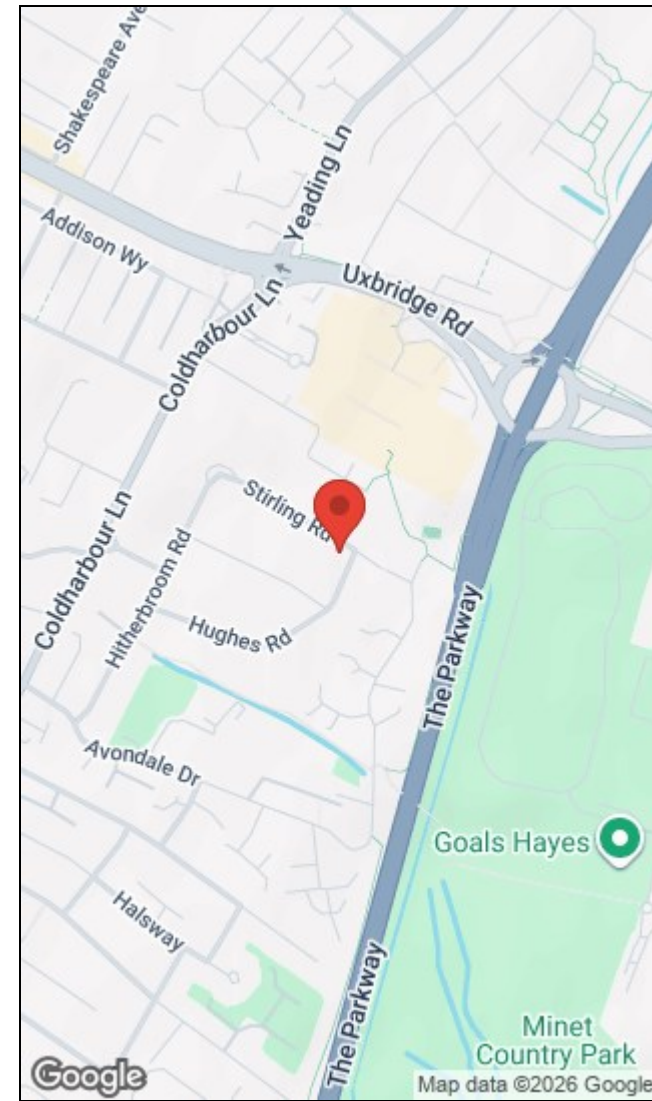 Shakespeare Ave
Yeading Ln
Addison Wy
Uxbridge Rd
Coldharbour Ln
Stirling Rd
Coldharbour Ln
Hitherbroom Rd
Hughes Rd
The Parkway
Avondale Dr
Goals Hayes
Halsway
The Parkway
Minet
Country Park
Google
Map data ©2026 Google